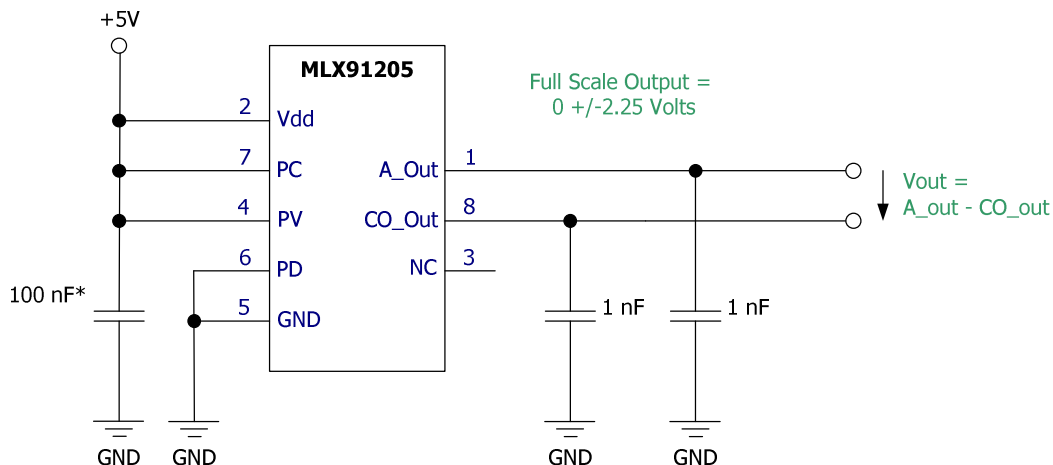 +5V
MLX91205
Full Scale Output =
0 +/-2.25 Volts
2 Vdd
7 PC
A_Out 1
Vout =
A_out - CO_out
4 PV
CO_Out 8
6 PD
NC 3
100 nF*
5 GND
1 nF
1 nF
GND
GND
GND
GND